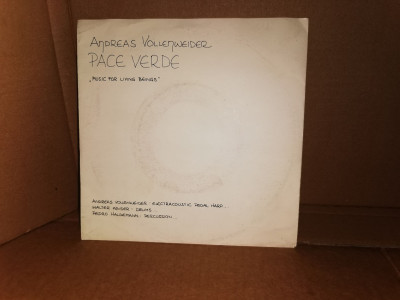 ANDREAS VOLLENWEIDER
PACE VERDE
„MUSIC FOR LIVING BEINGS"
ANDREAS VOLLENWEIDER · ELECTROACOUSTIC PEDAL HARP ...
WALTER KEISER · DRUMS ...
PEDRO HALDEMANN · PERCUSSION ...